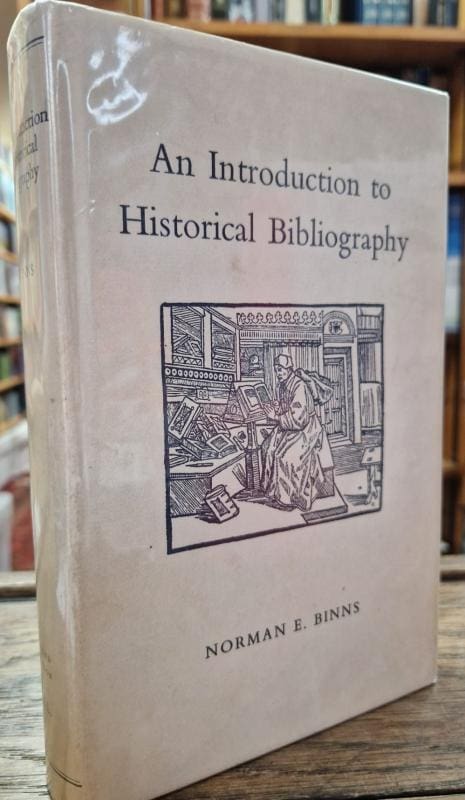 An Introduction to
Historical Bibliography
NORMAN E. BINNS